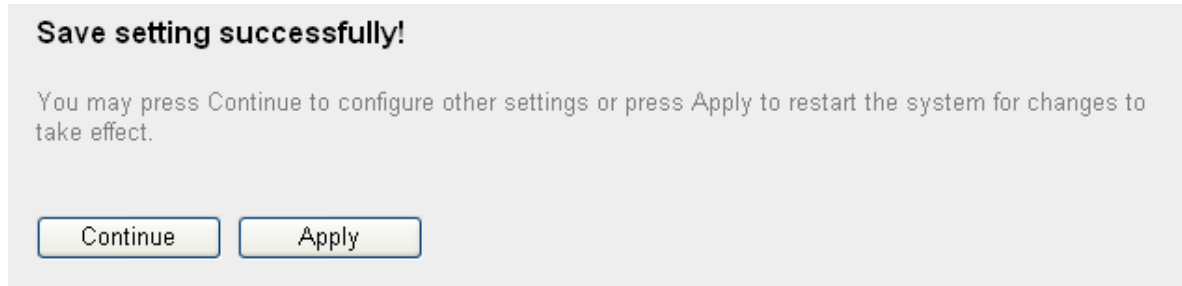 Save setting successfully!
You may press Continue to configure other settings or press Apply to restart the system for changes to
take effect.
Continue Apply